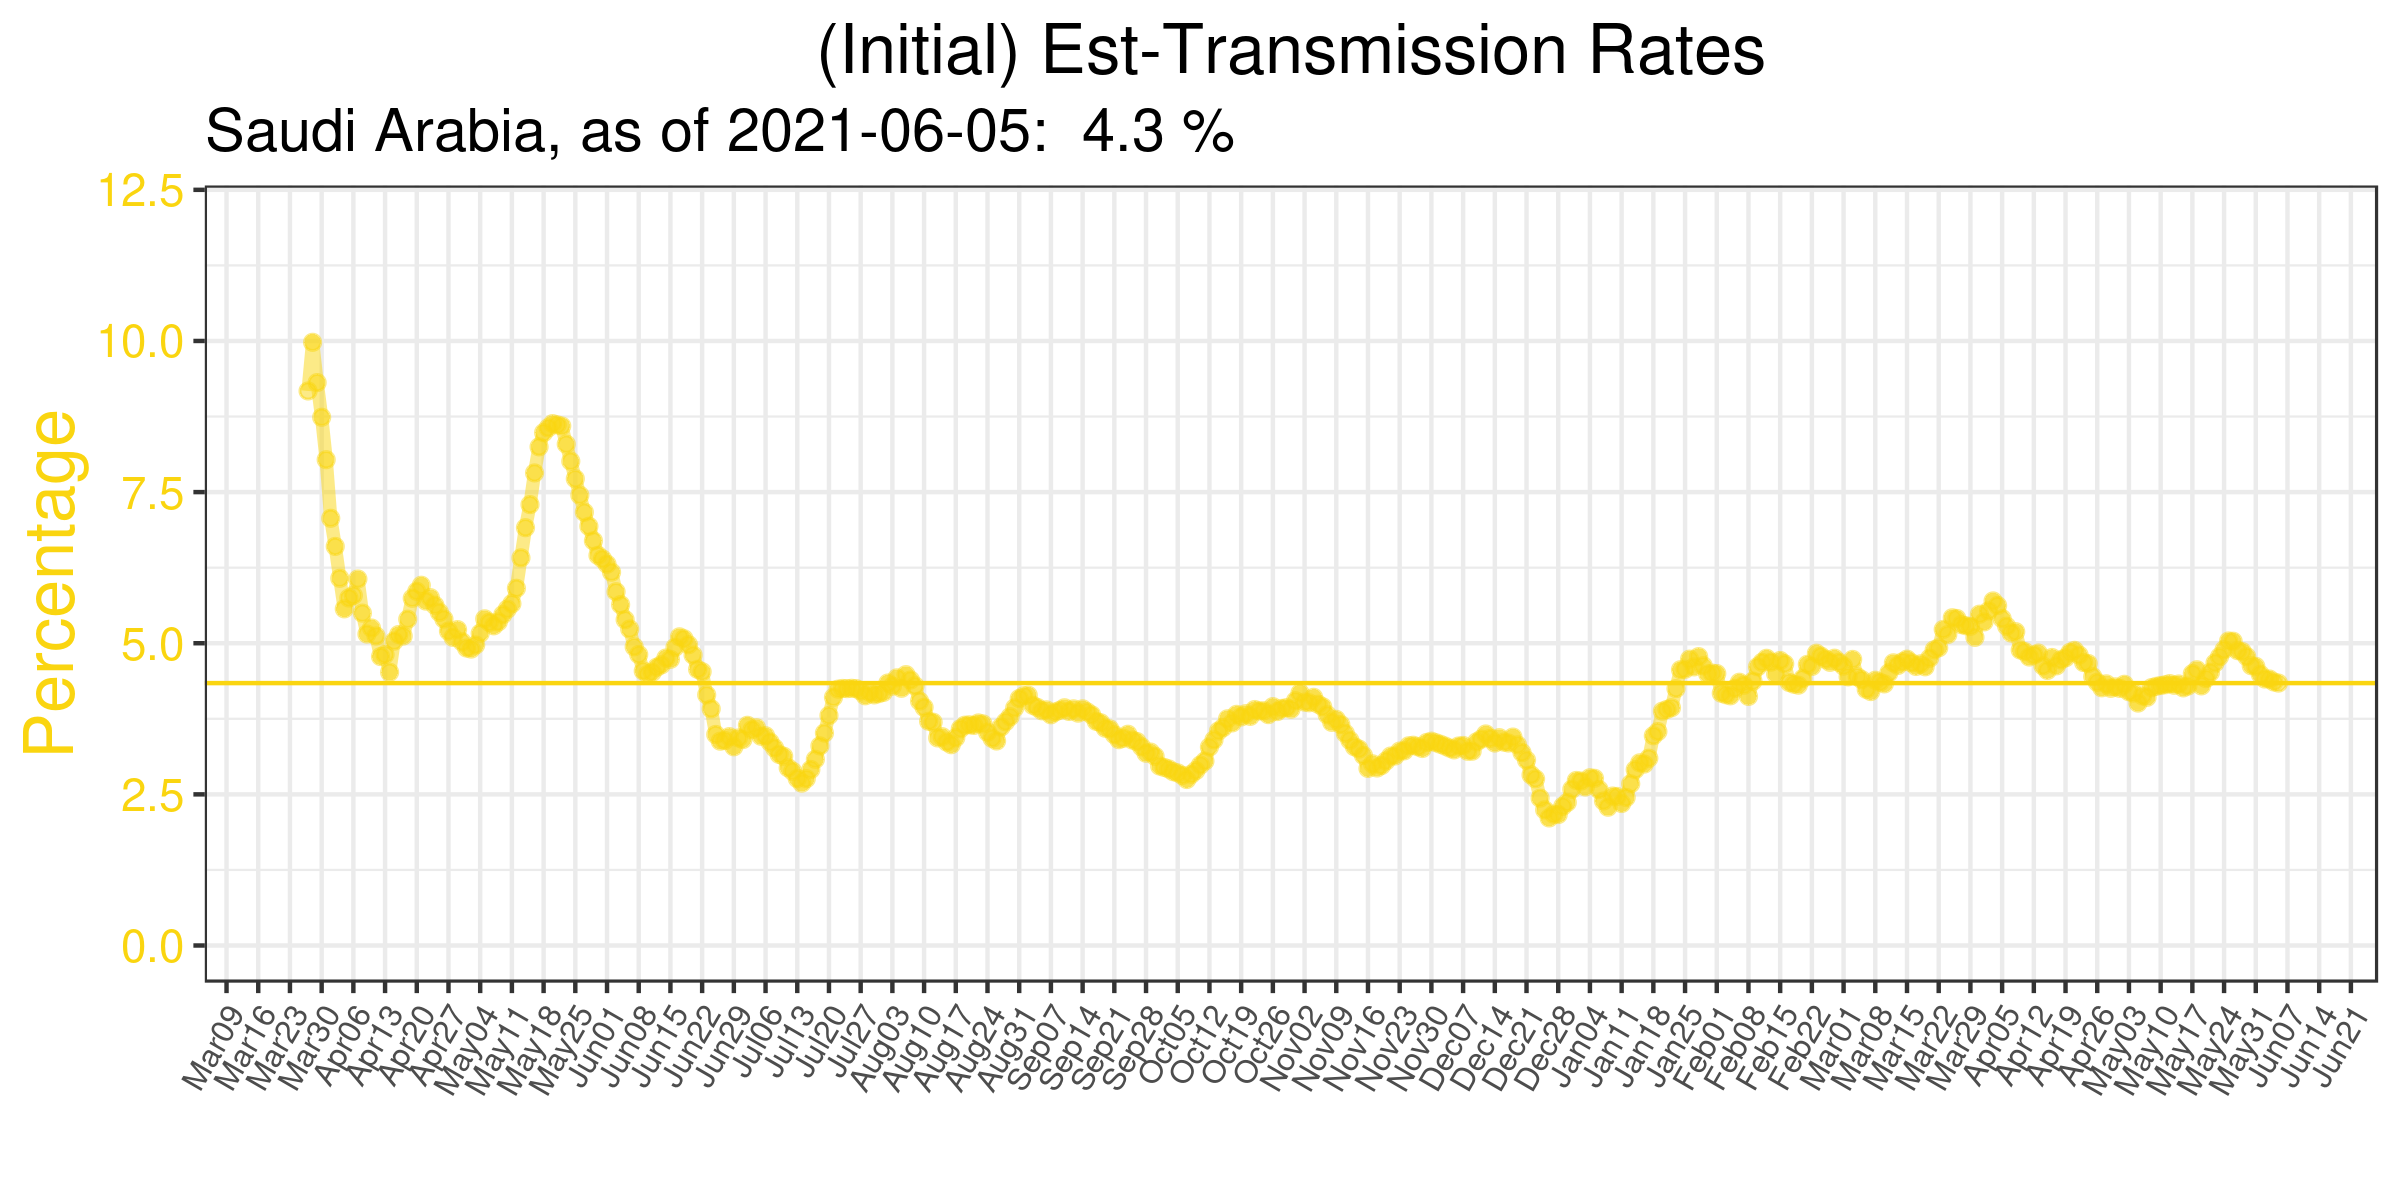 (Initial) Est-Transmission Rates
Saudi Arabia, as of 2021-06-05:  4.3 %
Percentage
12.5
10.0
7.5
5.0
2.5
0.0
Mar09
Mar16
Mar23
Mar30
Apr06
Apr13
Apr20
Apr27
May04
May11
May18
May25
Jun01
Jun08
Jun15
Jun22
Jun29
Jul06
Jul13
Jul20
Jul27
Aug03
Aug10
Aug17
Aug24
Aug31
Sep07
Sep14
Sep21
Sep28
Oct05
Oct12
Oct19
Oct26
Nov02
Nov09
Nov16
Nov23
Nov30
Dec07
Dec14
Dec21
Dec28
Jan04
Jan11
Jan18
Jan25
Feb01
Feb08
Feb15
Feb22
Mar01
Mar08
Mar15
Mar22
Mar29
Apr05
Apr12
Apr19
Apr26
May03
May10
May17
May24
May31
Jun07
Jun14
Jun21